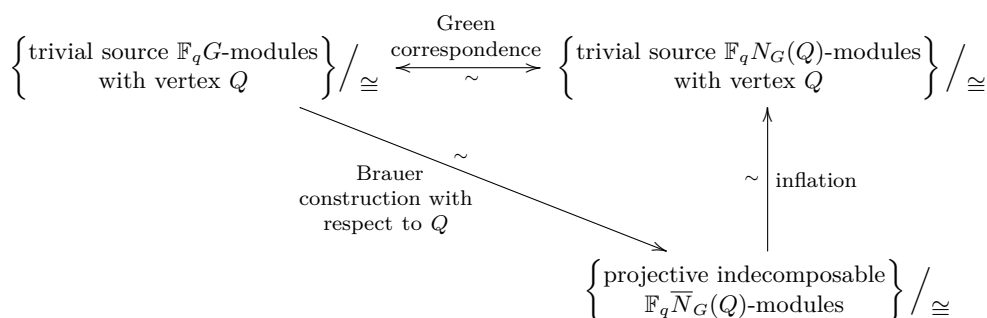 Green
correspondence
{trivial source 𝔽_qG-modules with vertex Q}/≅
∼
{trivial source 𝔽_qN_G(Q)-modules with vertex Q}/≅
∼
Brauer
construction with
respect to Q
∼ inflation
{projective indecomposable 𝔽_q\overline{N}_G(Q)-modules}/≅